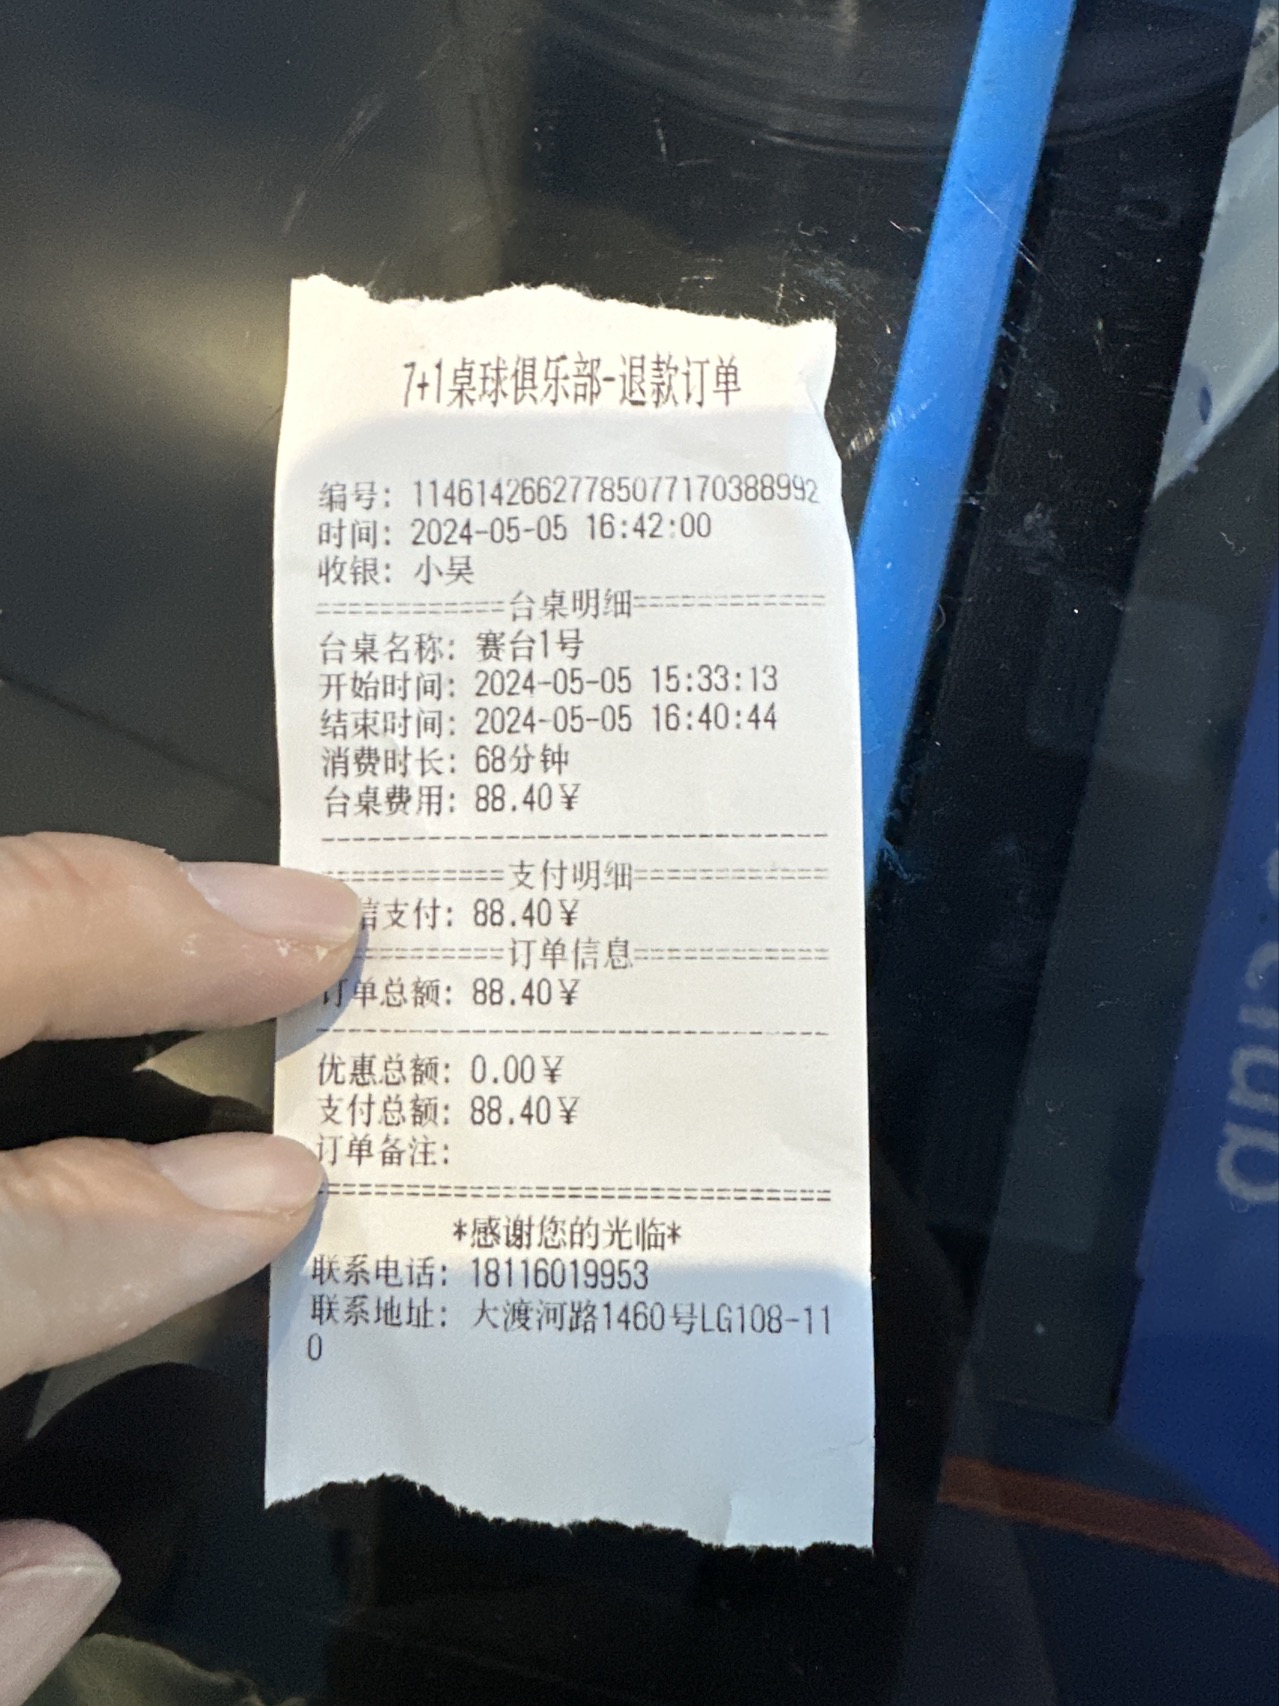 7+1桌球俱乐部-退款订单
编号: 1146142662778507717038899​2
时间: 2024-05-05 16:42:00
收银: 小昊
============台桌明细============
台桌名称: 赛台1号
开始时间: 2024-05-05 15:33:13
结束时间: 2024-05-05 16:40:44
消费时长: 68分钟
台桌费用: 88.40¥
---------------------------------
============支付明细============
信支付: 88.40¥
============订单信息============
订单总额: 88.40¥
---------------------------------
优惠总额: 0.00¥
支付总额: 88.40¥
订单备注:
=================================
*感谢您的光临*
联系电话: 18116019953
联系地址: 大渡河路1460号LG108-11
0